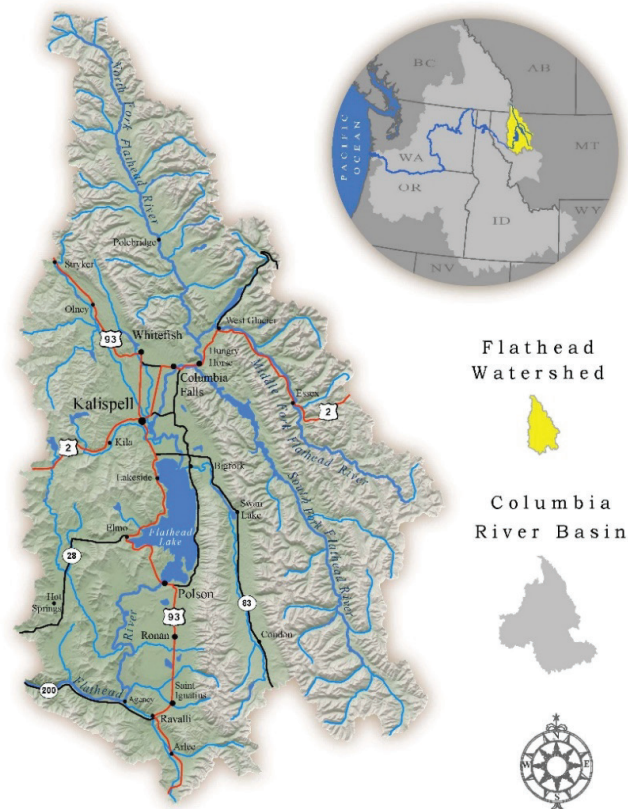 North Fork Flathead River
Polebridge
Stryker
Olney
93
Whitefish
West Glacier
Hungry
Horse
Columbia
Falls
Middle Fork Flathead River
Essex
2
Kalispell
2
Kila
Bigfork
South Fork Flathead River
Lakeside
Swan
Lake
Elmo
Flathead
Lake
28
Hot
Springs
Polson
93
83
River
Ronan
Condon
200
Flathead
Agency
Saint
Ignatius
Ravalli
Arlee
BC
AB
PACIFIC
OCEAN
WA
MT
OR
ID
WY
NV
Flathead
Watershed
Columbia
River Basin
N
W
E
S